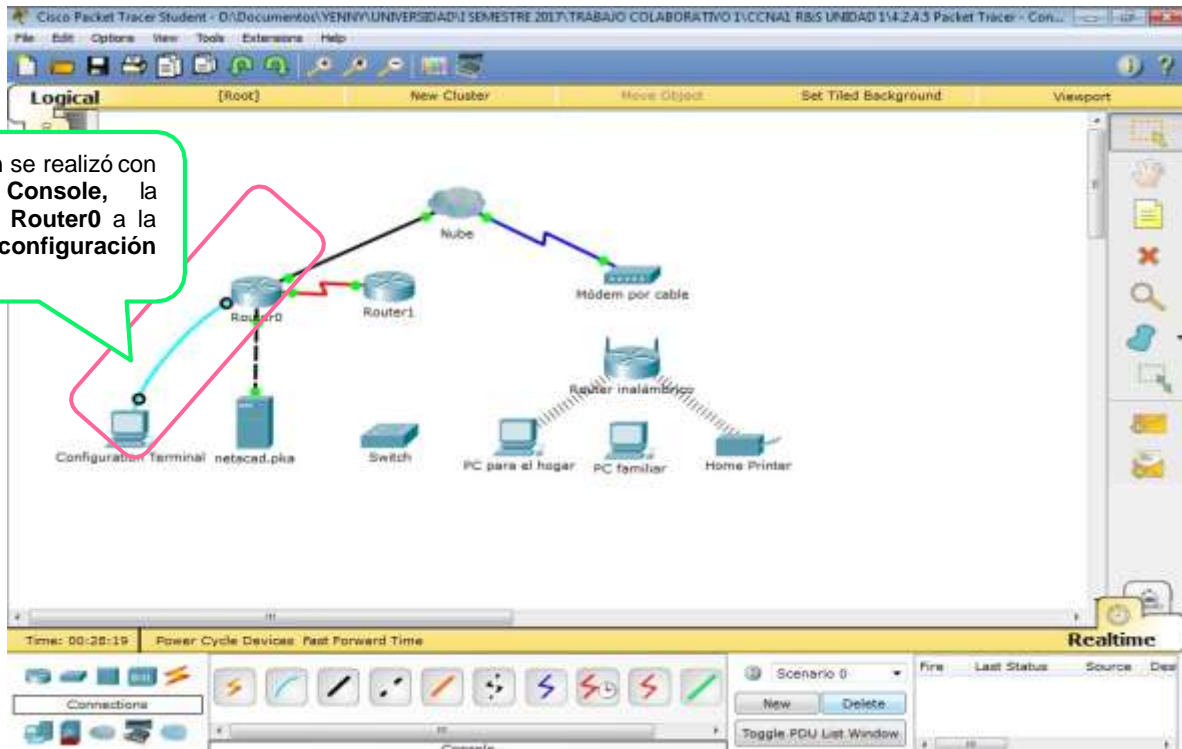 Cisco Packet Tracer Student - D:\Documentos\YENNY\UNIVERSIDAD\I SEMESTRE 2017\TRABAJO COLABORATIVO 1\CCNA1 R&S UNIDAD 1\4.2.4.5 Packet Tracer - Con...
File Edit Options View Tools Extensions Help
Logical [Root] New Cluster Move Object Set Tiled Background Viewport
se realizó con
Console, la
Router0 a la
configuración
Nube
Módem por cable
Router0
Router1
Router inalámbrico
Configuration Terminal
netacad.pka
Switch
PC para el hogar
PC familiar
Home Printer
Time: 00:28:19 Power Cycle Devices Fast Forward Time
Realtime
Connections
Scenario 0
New Delete
Toggle PDU List Window
Fire Last Status Source
Console